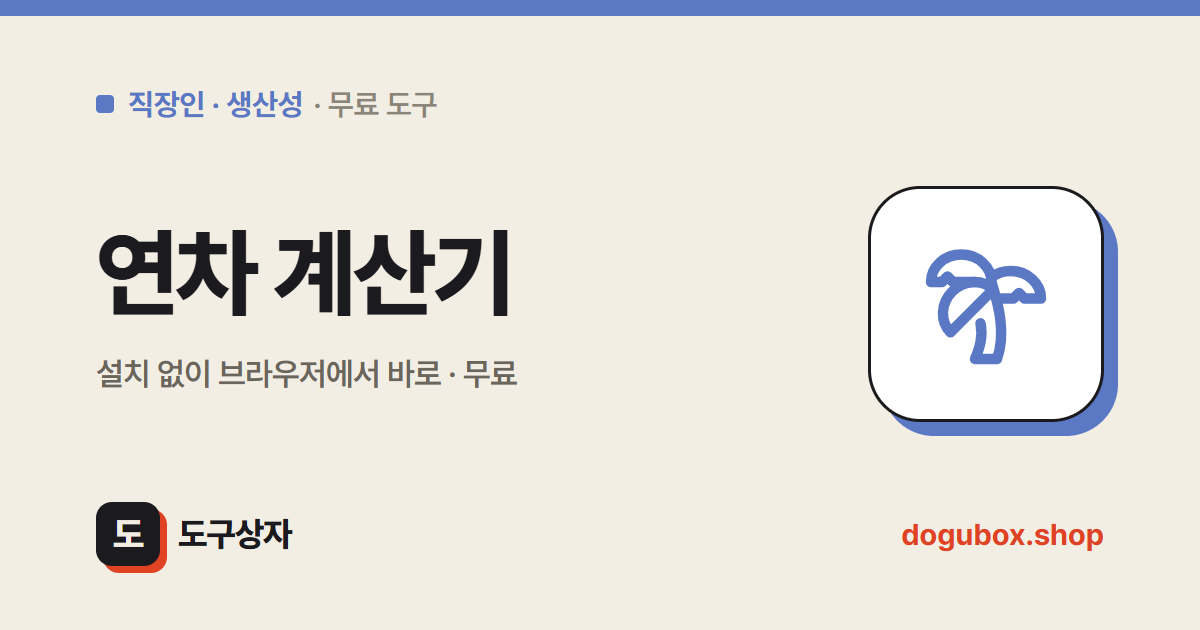 직장인 · 생산성 · 무료 도구
연차 계산기
설치 없이 브라우저에서 바로 · 무료
도 도구상자
dogubox.shop